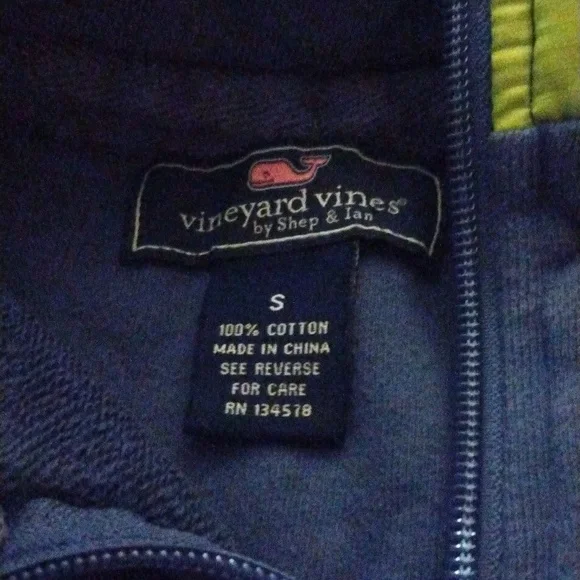 vineyard vines®
by Shep & Ian
S
100% COTTON
MADE IN CHINA
SEE REVERSE
FOR CARE
RN 134578